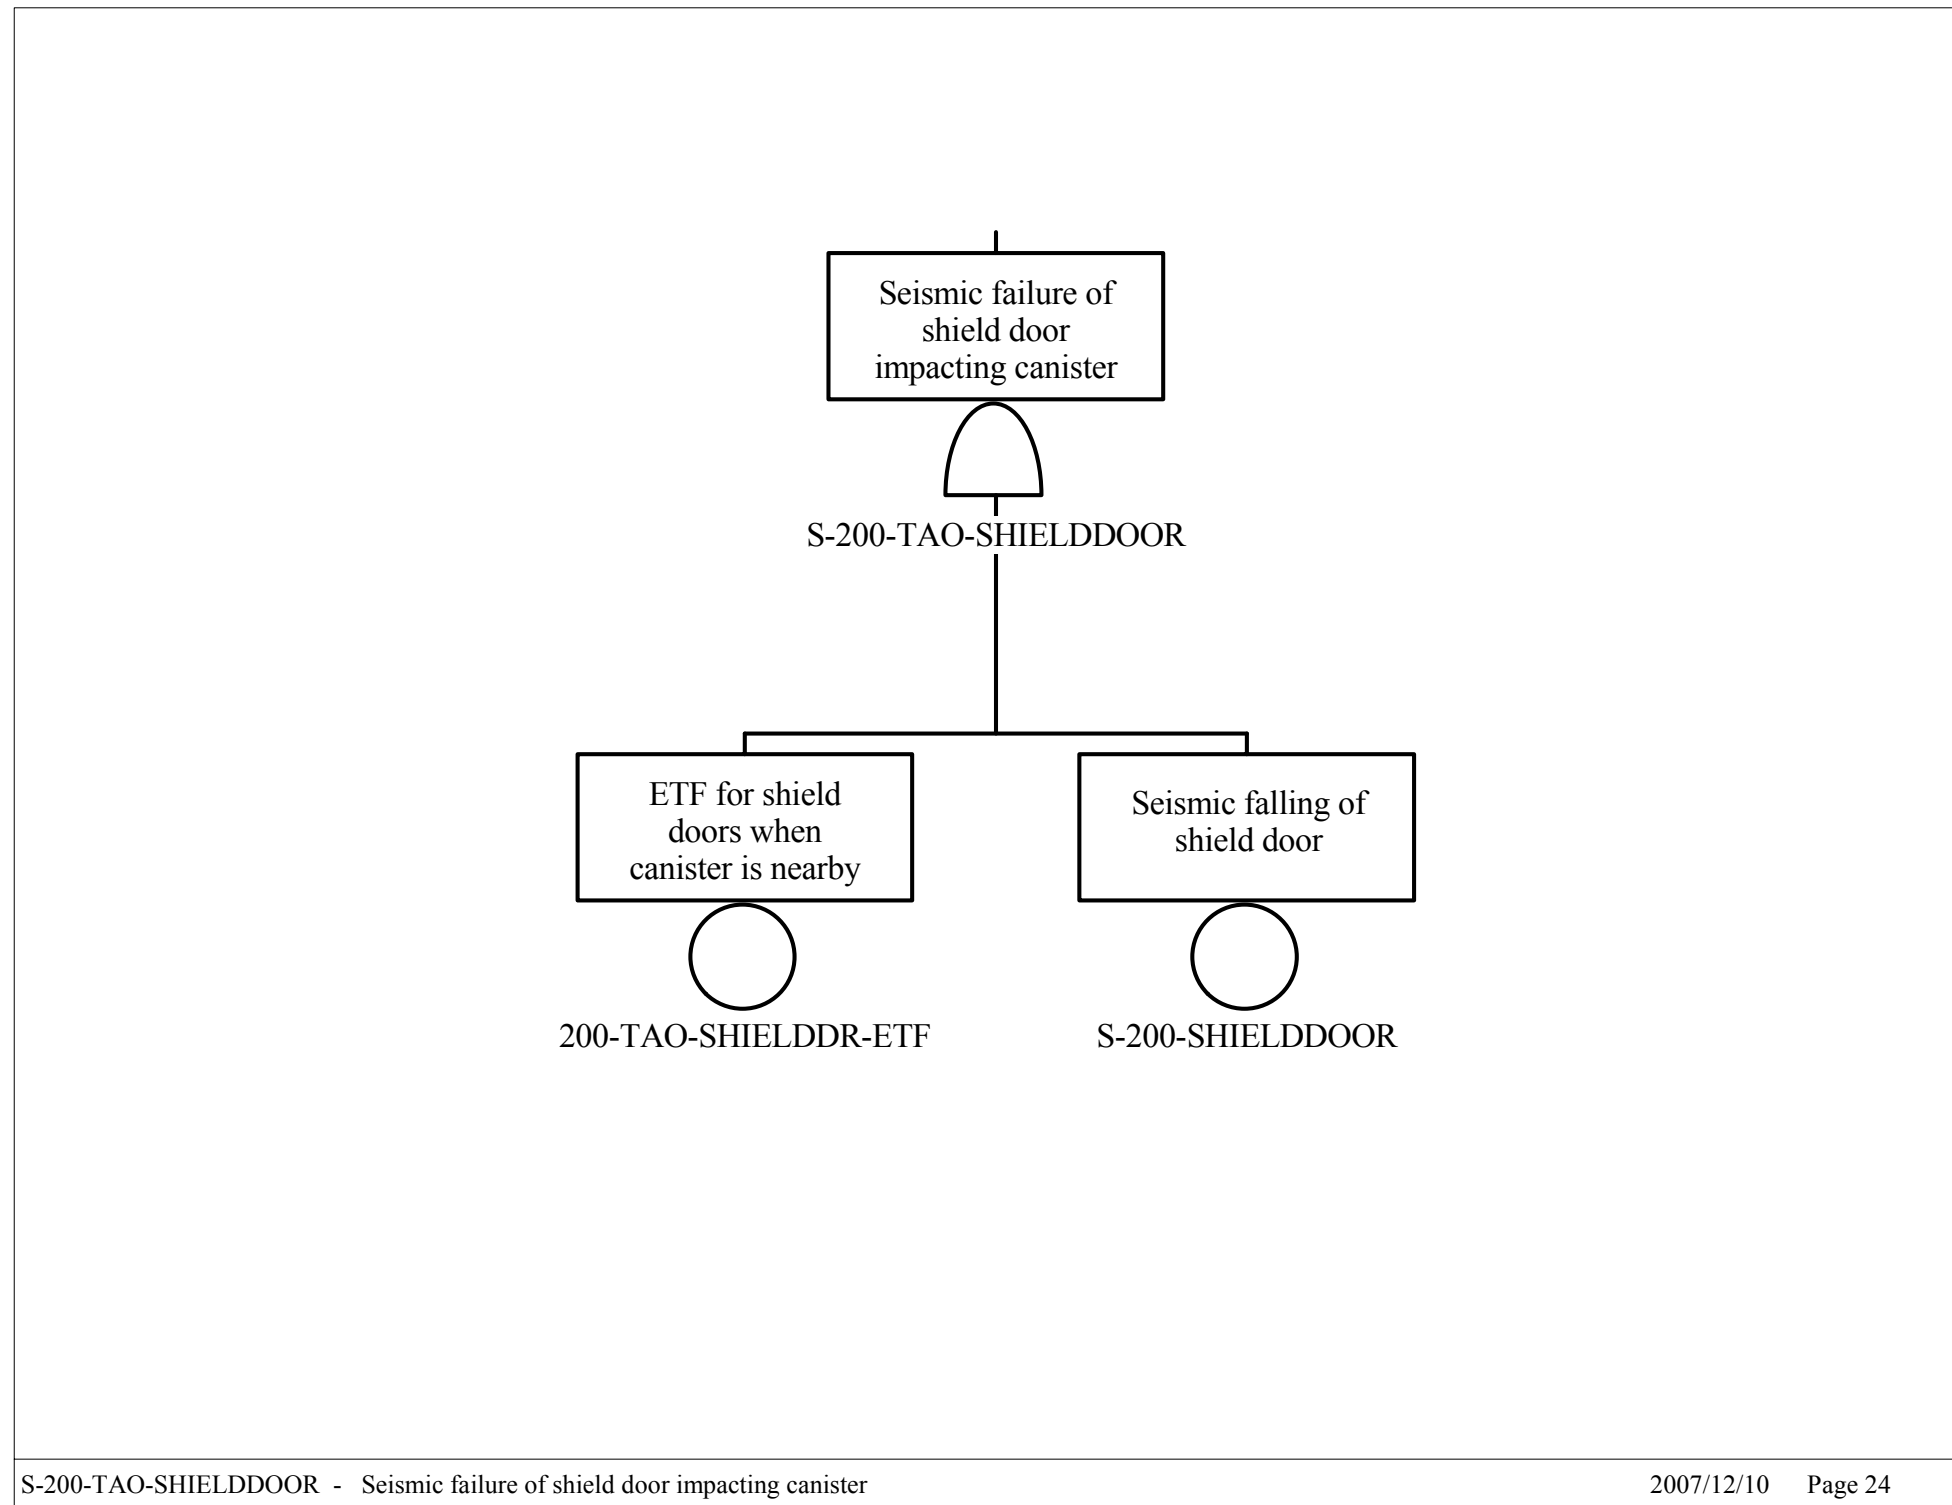 Seismic failure of
shield door
impacting canister
S-200-TAO-SHIELDDOOR
ETF for shield
doors when
canister is nearby
200-TAO-SHIELDDR-ETF
Seismic falling of
shield door
S-200-SHIELDDOOR
S-200-TAO-SHIELDDOOR - Seismic failure of shield door impacting canister
2007/12/10 Page 24